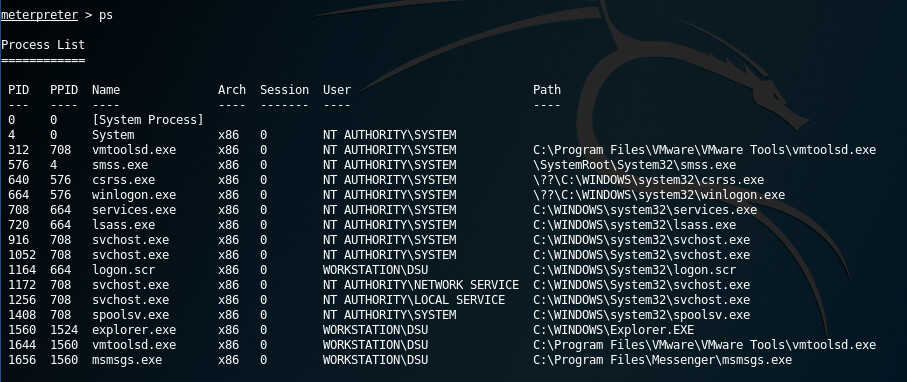 meterpreter > ps
Process List
============
PID PPID Name Arch Session User Path
--- ---- ---- ---- ------- ---- ----
0 0 [System Process]
4 0 System x86 0 NT AUTHORITY\SYSTEM
312 708 vmtoolsd.exe x86 0 NT AUTHORITY\SYSTEM C:\Program Files\VMware\VMware Tools\vmtoolsd.exe
576 4 smss.exe x86 0 NT AUTHORITY\SYSTEM \SystemRoot\System32\smss.exe
640 576 csrss.exe x86 0 NT AUTHORITY\SYSTEM \??\C:\WINDOWS\system32\csrss.exe
664 576 winlogon.exe x86 0 NT AUTHORITY\SYSTEM \??\C:\WINDOWS\system32\winlogon.exe
708 664 services.exe x86 0 NT AUTHORITY\SYSTEM C:\WINDOWS\system32\services.exe
720 664 lsass.exe x86 0 NT AUTHORITY\SYSTEM C:\WINDOWS\system32\lsass.exe
916 708 svchost.exe x86 0 NT AUTHORITY\SYSTEM C:\WINDOWS\system32\svchost.exe
1052 708 svchost.exe x86 0 NT AUTHORITY\SYSTEM C:\WINDOWS\System32\svchost.exe
1164 664 logon.scr x86 0 WORKSTATION\DSU C:\WINDOWS\System32\logon.scr
1172 708 svchost.exe x86 0 NT AUTHORITY\NETWORK SERVICE C:\WINDOWS\System32\svchost.exe
1256 708 svchost.exe x86 0 NT AUTHORITY\LOCAL SERVICE C:\WINDOWS\System32\svchost.exe
1408 708 spoolsv.exe x86 0 NT AUTHORITY\SYSTEM C:\WINDOWS\system32\spoolsv.exe
1560 1524 explorer.exe x86 0 WORKSTATION\DSU C:\WINDOWS\Explorer.EXE
1644 1560 vmtoolsd.exe x86 0 WORKSTATION\DSU C:\Program Files\VMware\VMware Tools\vmtoolsd.exe
1656 1560 msmsgs.exe x86 0 WORKSTATION\DSU C:\Program Files\Messenger\msmsgs.exe